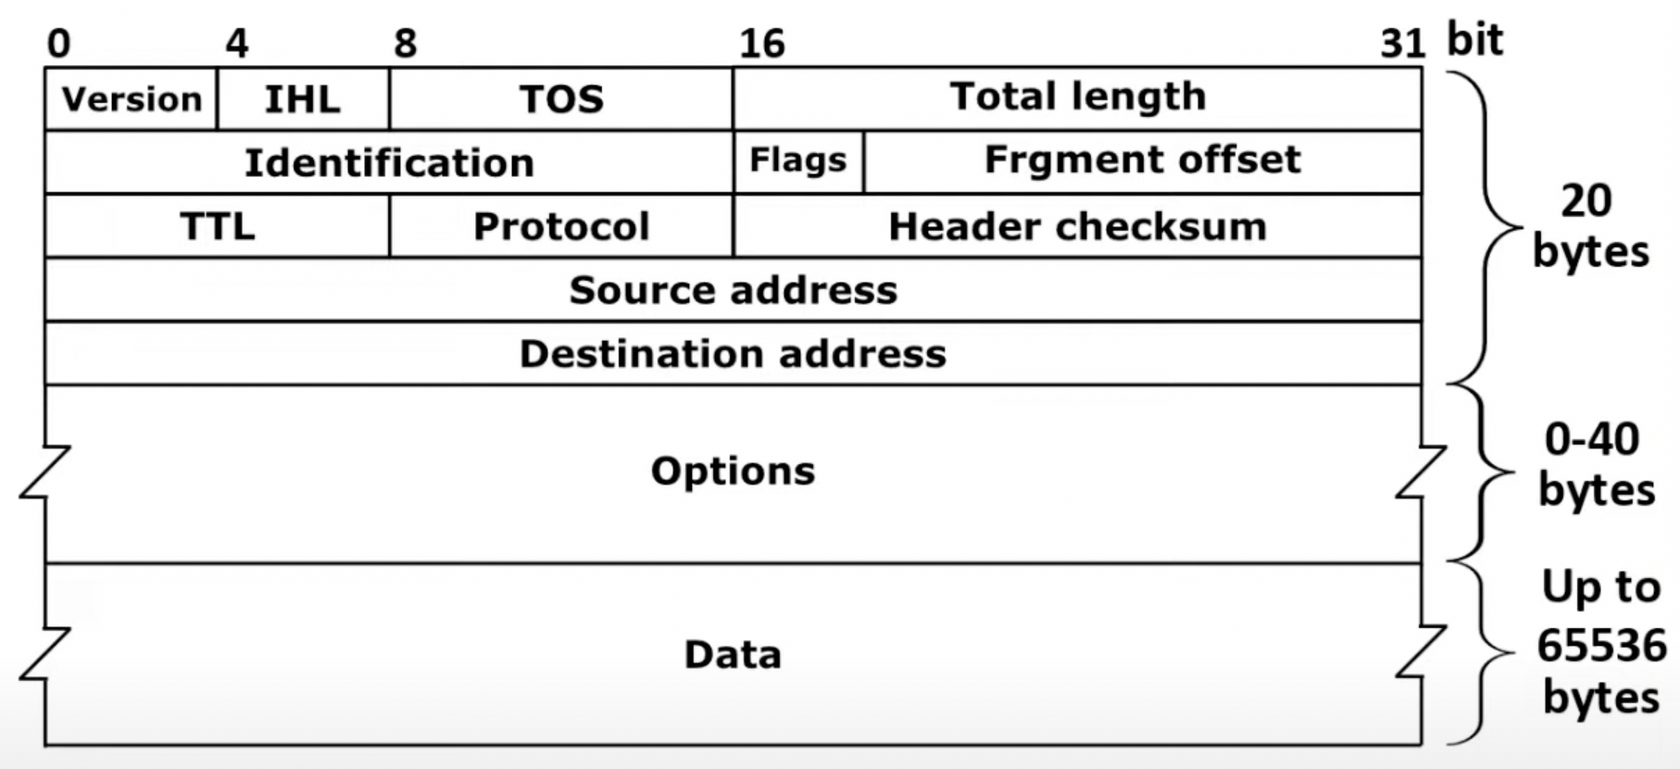 0 4 8 16 31 bit
Version IHL TOS Total length
Identification Flags Frgment offset
TTL Protocol Header checksum
Source address
Destination address
20
bytes
Options
0-40
bytes
Data
Up to
65536
bytes